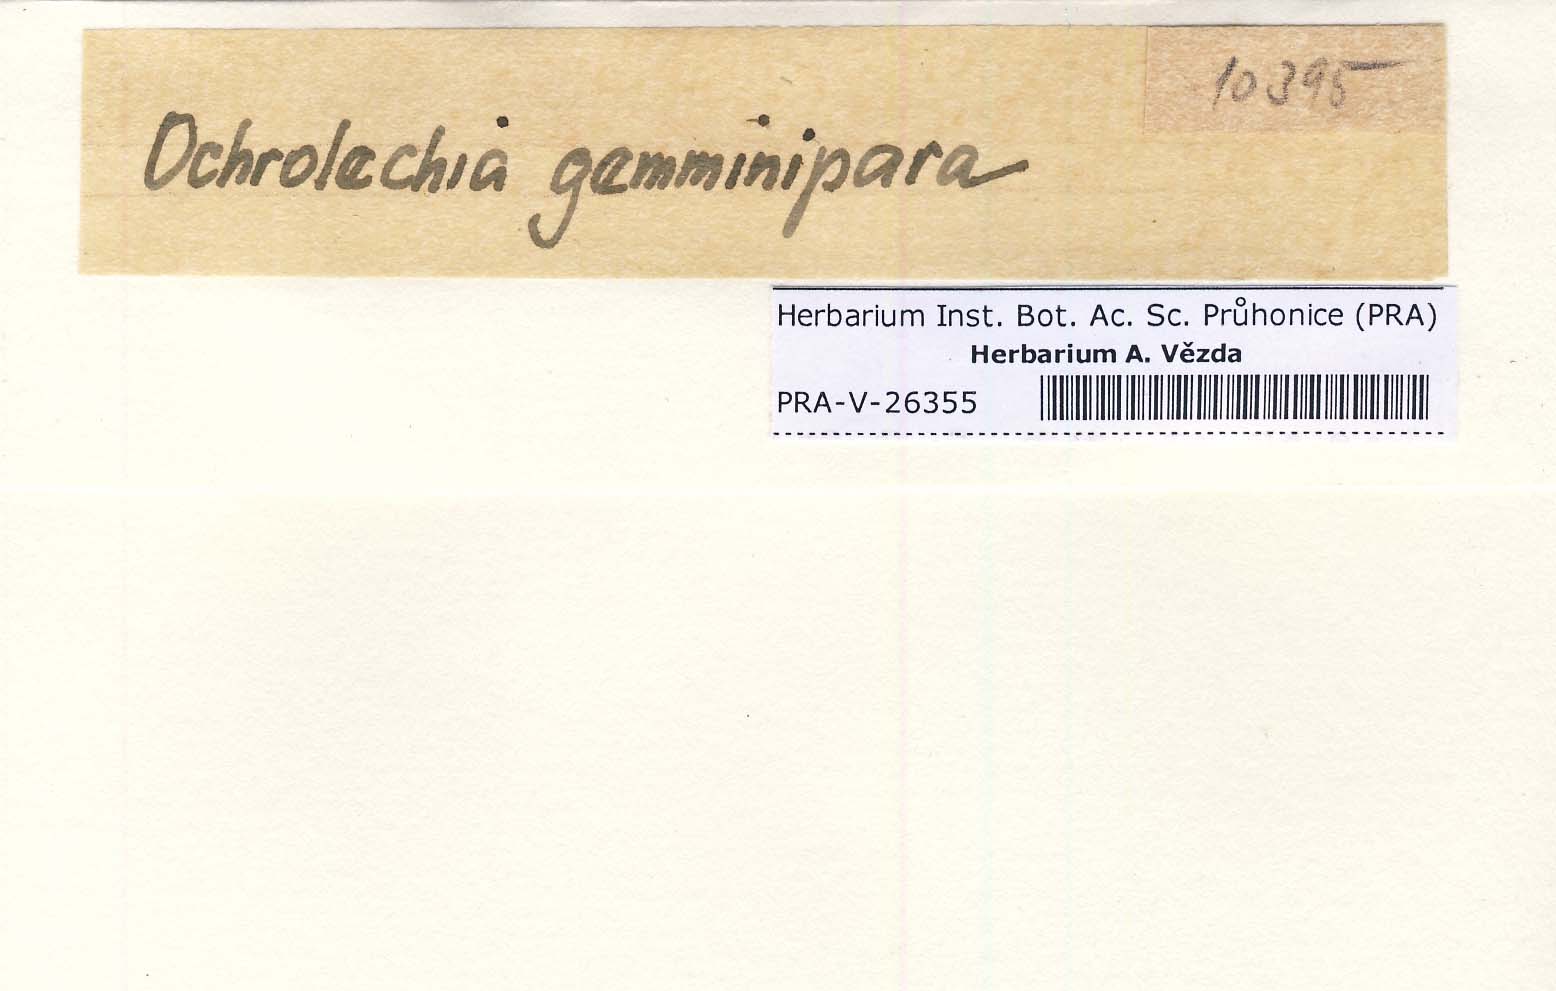 10395
Ochrolechia gemminipara
Herbarium Inst. Bot. Ac. Sc. Průhonice (PRA)
Herbarium A. Vězda
PRA-V-26355